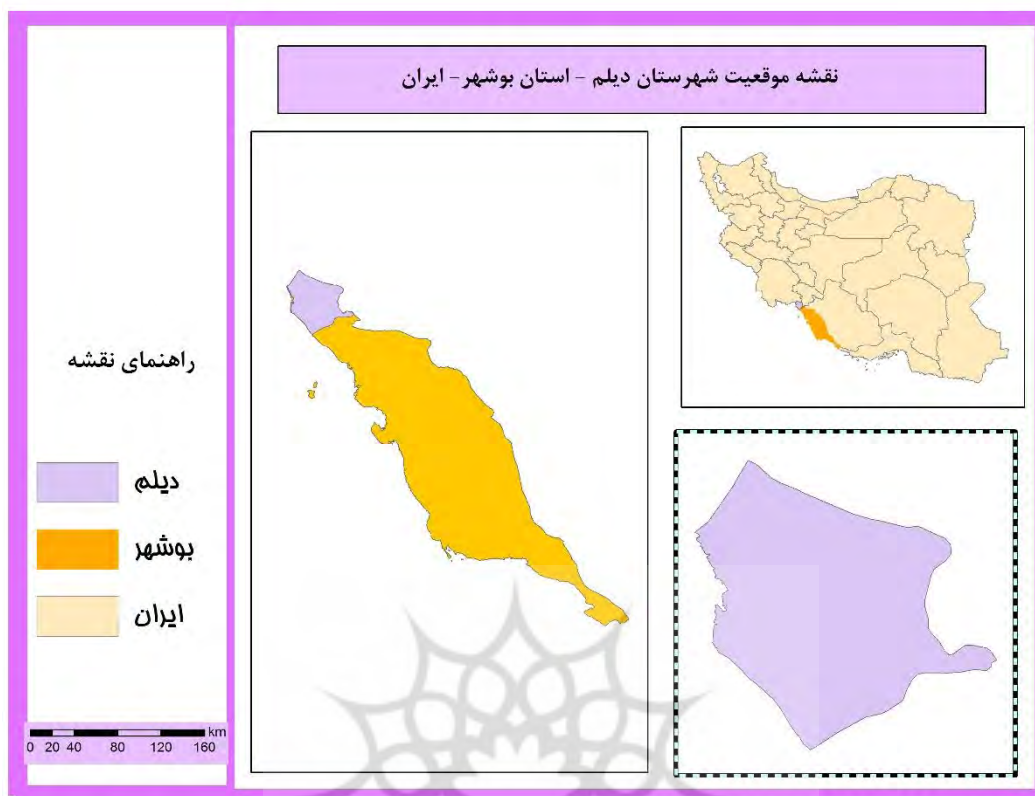 نقشه موقعیت شهرستان دیلم – استان بوشهر – ایران
راهنمای نقشه
دیلم
بوشهر
ایران
km
0 20 40 80 120 160